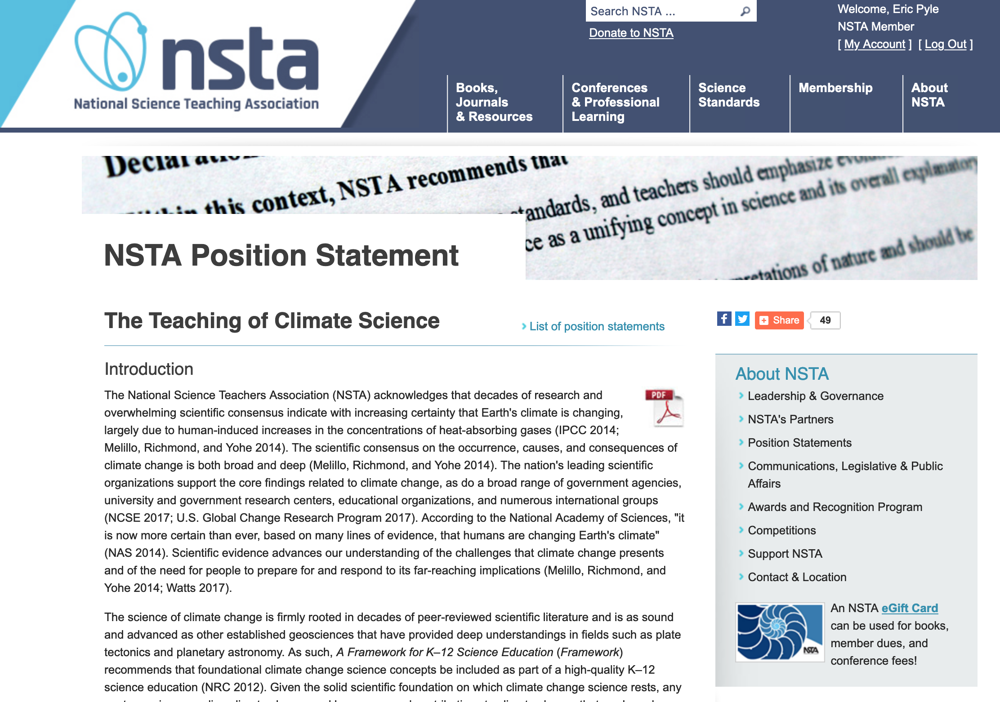 nsta
National Science Teaching Association
Search NSTA ...
Donate to NSTA
Welcome, Eric Pyle
NSTA Member
[ My Account ] [ Log Out ]
Books,
Journals
& Resources
Conferences
& Professional
Learning
Science
Standards
Membership
About
NSTA
Declaration
Within this context, NSTA recommends that
standards, and teachers should emphasize
ce as a unifying concept in science and its overall explanatory
of nature and should be
NSTA Position Statement
The Teaching of Climate Science
List of position statements
f
Share
49
Introduction
PDF
The National Science Teachers Association (NSTA) acknowledges that decades of research and
overwhelming scientific consensus indicate with increasing certainty that Earth's climate is changing,
largely due to human-induced increases in the concentrations of heat-absorbing gases (IPCC 2014;
Melillo, Richmond, and Yohe 2014). The scientific consensus on the occurrence, causes, and consequences of
climate change is both broad and deep (Melillo, Richmond, and Yohe 2014). The nation's leading scientific
organizations support the core findings related to climate change, as do a broad range of government agencies,
university and government research centers, educational organizations, and numerous international groups
(NCSE 2017; U.S. Global Change Research Program 2017). According to the National Academy of Sciences, "it
is now more certain than ever, based on many lines of evidence, that humans are changing Earth's climate"
(NAS 2014). Scientific evidence advances our understanding of the challenges that climate change presents
and of the need for people to prepare for and respond to its far-reaching implications (Melillo, Richmond, and
Yohe 2014; Watts 2017).
The science of climate change is firmly rooted in decades of peer-reviewed scientific literature and is as sound
and advanced as other established geosciences that have provided deep understandings in fields such as plate
tectonics and planetary astronomy. As such, A Framework for K–12 Science Education (Framework)
recommends that foundational climate change science concepts be included as part of a high-quality K–12
science education (NRC 2012). Given the solid scientific foundation on which climate change science rests, any
About NSTA
Leadership & Governance
NSTA's Partners
Position Statements
Communications, Legislative & Public
Affairs
Awards and Recognition Program
Competitions
Support NSTA
Contact & Location
NSTA
An NSTA eGift Card
can be used for books,
member dues, and
conference fees!